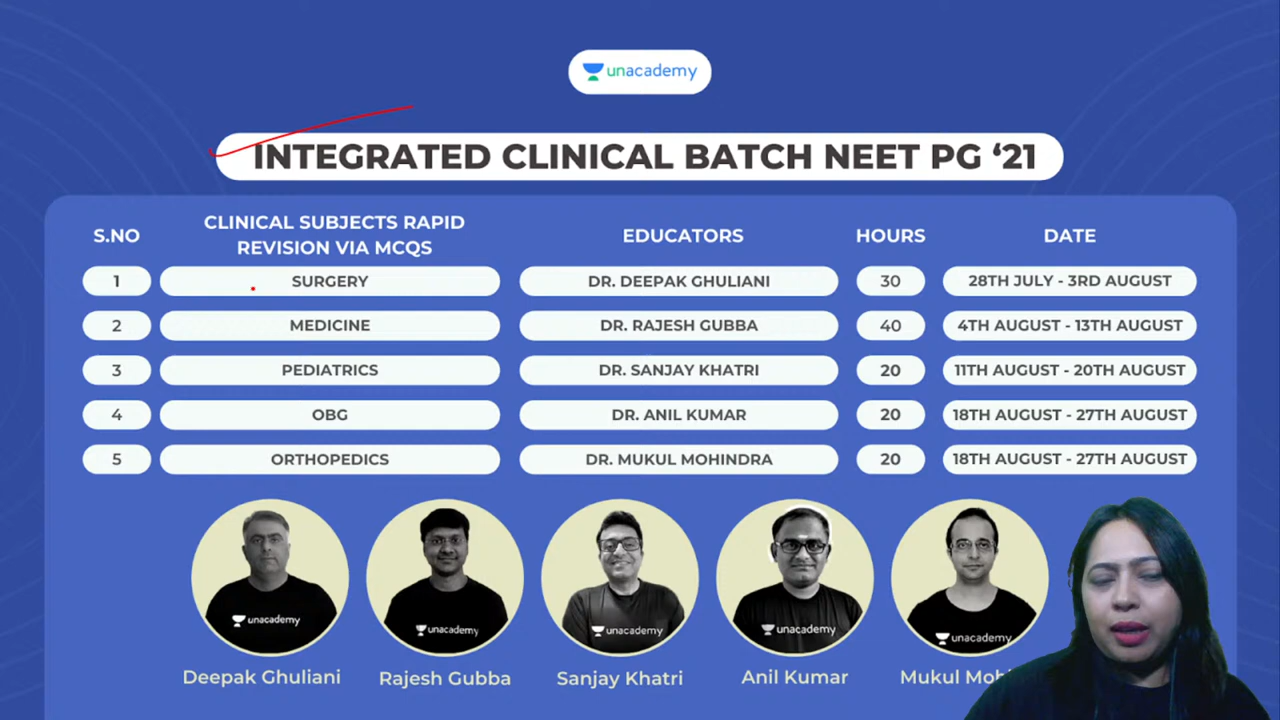 unacademy
INTEGRATED CLINICAL BATCH NEET PG ‘21
S.NO
CLINICAL SUBJECTS RAPID
REVISION VIA MCQS
EDUCATORS
HOURS
DATE
1 SURGERY DR. DEEPAK GHULIANI 30 28TH JULY - 3RD AUGUST
2 MEDICINE DR. RAJESH GUBBA 40 4TH AUGUST - 13TH AUGUST
3 PEDIATRICS DR. SANJAY KHATRI 20 11TH AUGUST - 20TH AUGUST
4 OBG DR. ANIL KUMAR 20 18TH AUGUST - 27TH AUGUST
5 ORTHOPEDICS DR. MUKUL MOHINDRA 20 18TH AUGUST - 27TH AUGUST
unacademy unacademy unacademy unacademy unacademy
Deepak Ghuliani Rajesh Gubba Sanjay Khatri Anil Kumar Mukul